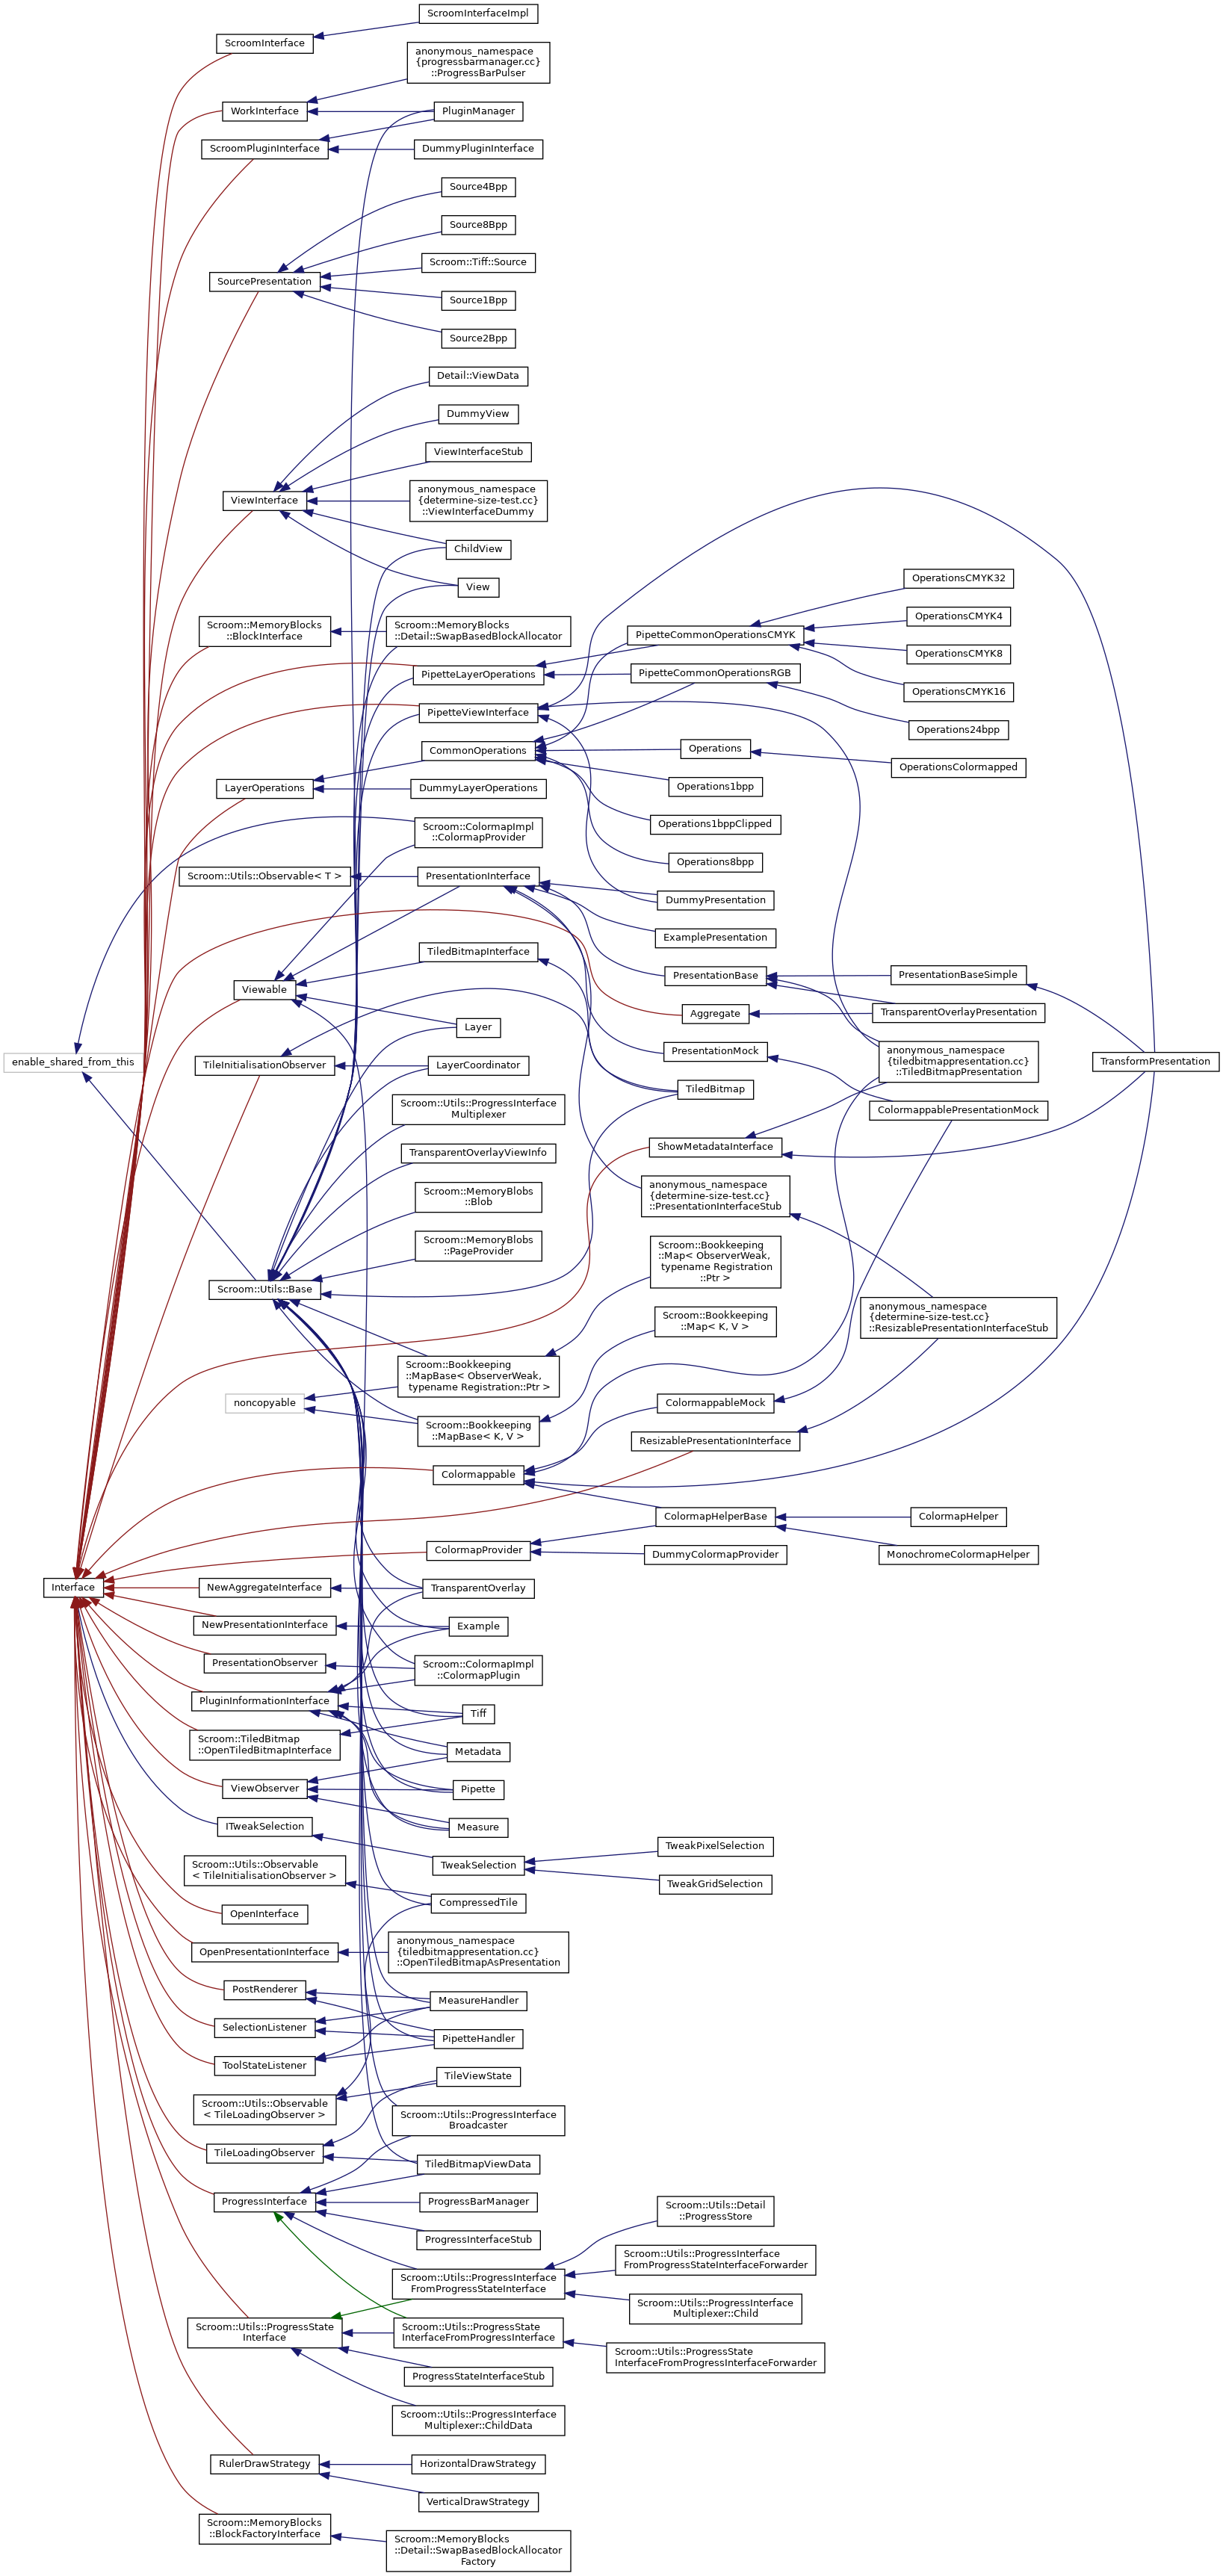 ScroomInterfaceImpl
ScroomInterface
anonymous_namespace
{progressbarmanager.cc}
::ProgressBarPulser
WorkInterface
PluginManager
ScroomPluginInterface
DummyPluginInterface
Source4Bpp
Source8Bpp
Scroom::Tiff::Source
SourcePresentation
Source1Bpp
Source2Bpp
Detail::ViewData
DummyView
ViewInterfaceStub
ViewInterface
anonymous_namespace
{determine-size-test.cc}
::ViewInterfaceDummy
ChildView
View
OperationsCMYK32
OperationsCMYK4
Scroom::MemoryBlocks
::BlockInterface
Scroom::MemoryBlocks
::Detail::SwapBasedBlockAllocator
PipetteCommonOperationsCMYK
OperationsCMYK8
PipetteLayerOperations
PipetteCommonOperationsRGB
OperationsCMYK16
PipetteViewInterface
Operations24bpp
CommonOperations
Operations
OperationsColormapped
LayerOperations
DummyLayerOperations
Operations1bpp
Scroom::ColormapImpl
::ColormapProvider
Operations1bppClipped
Operations8bpp
Scroom::Utils::Observable< T >
PresentationInterface
DummyPresentation
ExamplePresentation
TiledBitmapInterface
PresentationBase
PresentationBaseSimple
Viewable
Aggregate
TransparentOverlayPresentation
Layer
PresentationMock
anonymous_namespace
{tiledbitmappresentation.cc}
::TiledBitmapPresentation
TransformPresentation
enable_shared_from_this
TileInitialisationObserver
LayerCoordinator
TiledBitmap
Scroom::Utils::ProgressInterface
Multiplexer
ColormappablePresentationMock
TransparentOverlayViewInfo
ShowMetadataInterface
Scroom::MemoryBlobs
::Blob
anonymous_namespace
{determine-size-test.cc}
::PresentationInterfaceStub
Scroom::MemoryBlobs
::PageProvider
Scroom::Bookkeeping
::Map< ObserverWeak,
typename Registration
::Ptr >
Scroom::Utils::Base
Scroom::Bookkeeping
::Map< K, V >
anonymous_namespace
{determine-size-test.cc}
::ResizablePresentationInterfaceStub
Scroom::Bookkeeping
::MapBase< ObserverWeak,
typename Registration::Ptr >
noncopyable
Scroom::Bookkeeping
::MapBase< K, V >
ColormappableMock
ResizablePresentationInterface
Colormappable
ColormapHelperBase
ColormapHelper
ColormapProvider
DummyColormapProvider
MonochromeColormapHelper
Interface
NewAggregateInterface
TransparentOverlay
NewPresentationInterface
Example
PresentationObserver
Scroom::ColormapImpl
::ColormapPlugin
PluginInformationInterface
Tiff
Scroom::TiledBitmap
::OpenTiledBitmapInterface
Metadata
ViewObserver
Pipette
ITweakSelection
Measure
TweakPixelSelection
TweakSelection
Scroom::Utils::Observable
< TileInitialisationObserver >
TweakGridSelection
CompressedTile
OpenInterface
OpenPresentationInterface
anonymous_namespace
{tiledbitmappresentation.cc}
::OpenTiledBitmapAsPresentation
PostRenderer
MeasureHandler
SelectionListener
PipetteHandler
ToolStateListener
TileViewState
Scroom::Utils::Observable
< TileLoadingObserver >
Scroom::Utils::ProgressInterface
Broadcaster
TileLoadingObserver
TiledBitmapViewData
ProgressInterface
ProgressBarManager
Scroom::Utils::Detail
::ProgressStore
ProgressInterfaceStub
Scroom::Utils::ProgressInterface
FromProgressStateInterface
Scroom::Utils::ProgressInterface
FromProgressStateInterfaceForwarder
Scroom::Utils::ProgressInterface
Multiplexer::Child
Scroom::Utils::ProgressState
Interface
Scroom::Utils::ProgressState
InterfaceFromProgressInterface
Scroom::Utils::ProgressState
InterfaceFromProgressInterfaceForwarder
ProgressStateInterfaceStub
Scroom::Utils::ProgressInterface
Multiplexer::ChildData
RulerDrawStrategy
HorizontalDrawStrategy
VerticalDrawStrategy
Scroom::MemoryBlocks
::BlockFactoryInterface
Scroom::MemoryBlocks
::Detail::SwapBasedBlockAllocator
Factory